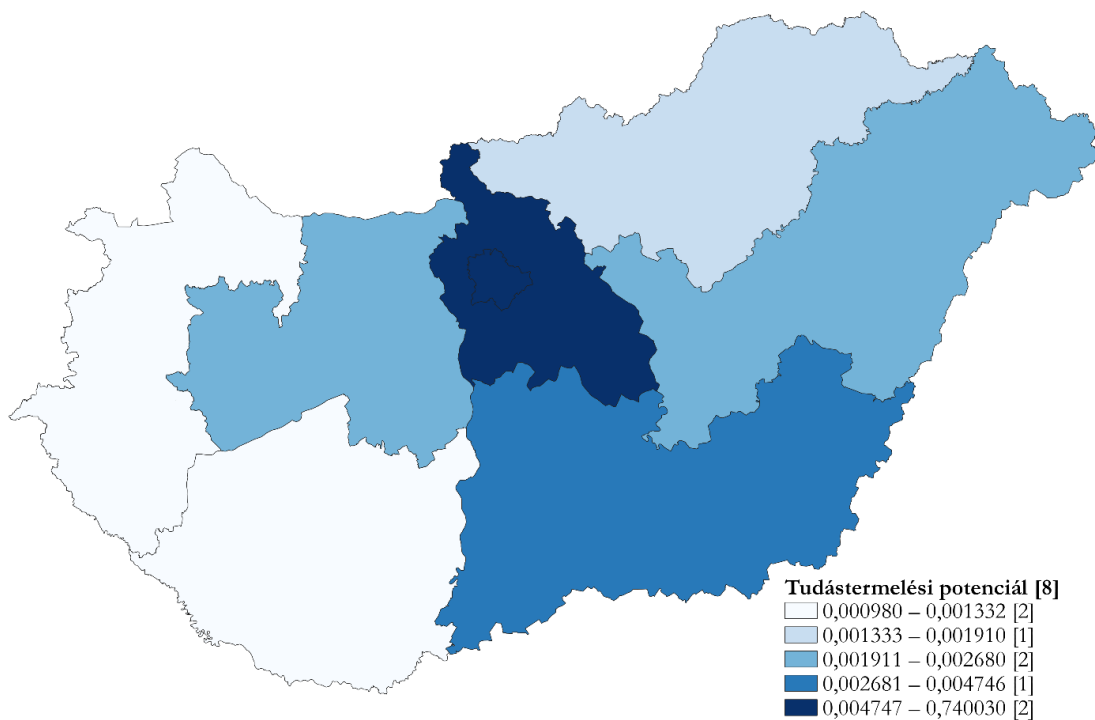 Tudástermelési potenciál [8]
0,000980 – 0,001332 [2]
0,001333 – 0,001910 [1]
0,001911 – 0,002680 [2]
0,002681 – 0,004746 [1]
0,004747 – 0,740030 [2]